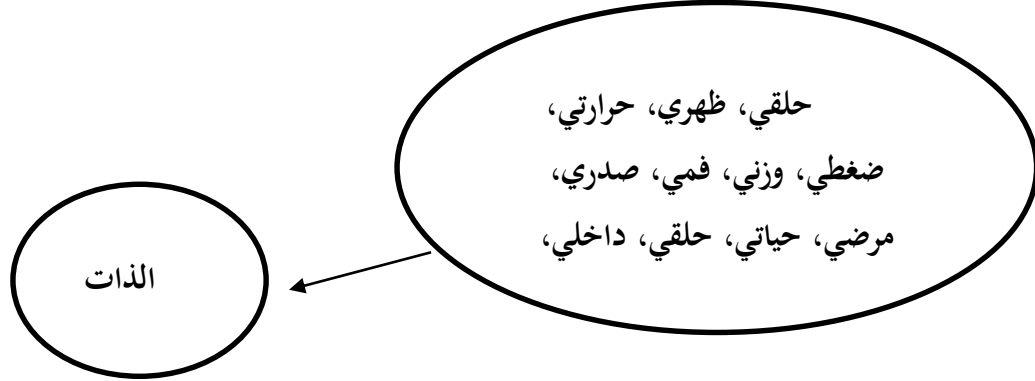 حلقي، ظهري، حرارتي،
ضغطي، وزني، فمي، صدري،
مرضي، حياتي، حلقي، داخلي،
الذات